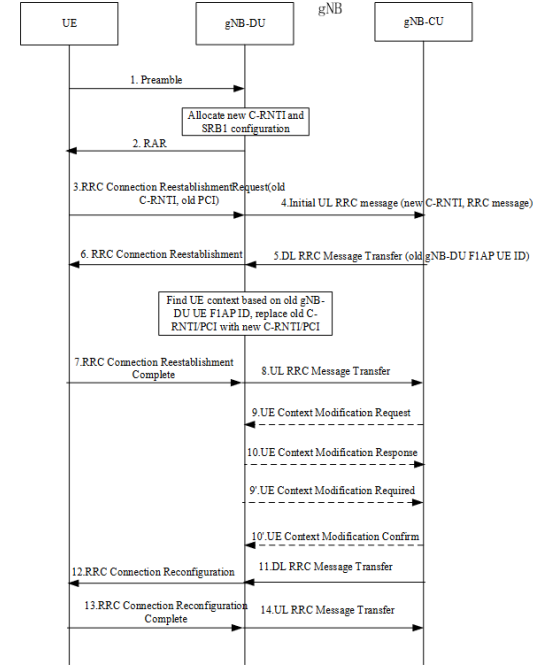 gNB
UE
gNB-DU
gNB-CU
1. Preamble
Allocate new C-RNTI and
SRB1 configuration
2. RAR
3.RRC Connection ReestablishmentRequest(old
C-RNTI, old PCI)
4.Initial UL RRC message (new C-RNTI, RRC message)
6. RRC Connection Reestablishment
5.DL RRC Message Transfer (old gNB-DU F1AP UE ID)
Find UE context based on old gNB-
DU UE F1AP ID, replace old C-
RNTI/PCI with new C-RNTI/PCI
7.RRC Connection Reestablishment
Complete
8.UL RRC Message Transfer
9.UE Context Modification Request
10.UE Context Modification Response
9'.UE Context Modification Required
10'.UE Context Modification Confirm
12.RRC Connection Reconfiguration
11.DL RRC Message Transfer
13.RRC Connection Reconfiguration
Complete
14.UL RRC Message Transfer